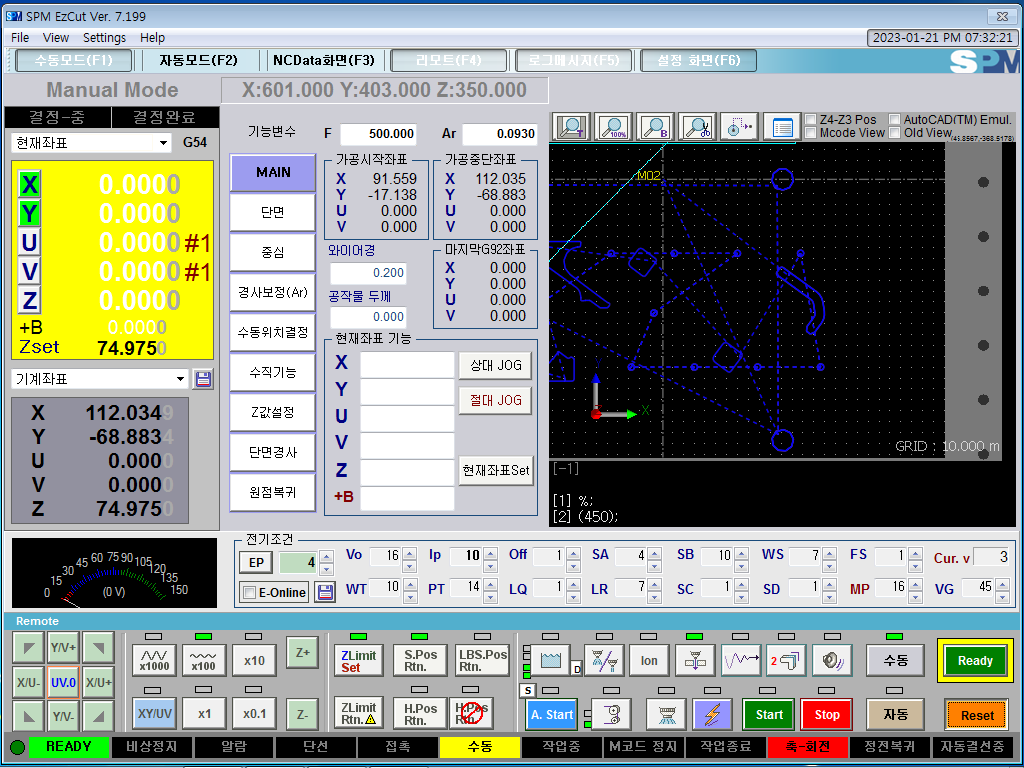 SPM EzCut Ver. 7.199
File View Settings Help
2023-01-21 PM 07:32:21
수동모드(F1) 자동모드(F2) NCData화면(F3) 리모트(F4) 로그메시지(F5) 설정 화면(F6)
SPM
Manual Mode
X:601.000 Y:403.000 Z:350.000
결정-중 결정완료
현재좌표 G54
X 0.0000
Y 0.0000
U 0.0000 #1
V 0.0000 #1
Z 0.0000
+B 0.0000
Zset 74.9750
기계좌표
X 112.0349
Y -68.8834
U 0.0000
V 0.0000
Z 74.9750
기능변수 F 500.000 Ar 0.0930
MAIN
단면
중심
경사보정(Ar)
수동위치결정
수직기능
Z값설정
단면경사
원점복귀
가공시작좌표
X 91.559
Y -17.138
U 0.000
V 0.000
가공중단좌표
X 112.035
Y -68.883
U 0.000
V 0.000
와이어경
0.200
공작물 두께
0.000
마지막G92좌표
X 0.000
Y 0.000
U 0.000
V 0.000
현재좌표 기능
X
Y
U
V
Z
+B
상대 JOG
절대 JOG
현재좌표Set
T 100% B
Z4-Z3 Pos AutoCAD(TM) Emul.
Mcode View Old View
M02
X
GRID : 10.000 m
[-1]
[1] %;
[2] (450);
0 15 30 45 60 75 90 105 120 135 150
(0 V)
전기조건
EP 4
E-Online
Vo 16 Ip 10 Off 1 SA 4 SB 10 WS 7 FS 1 Cur. v 3
WT 10 PT 14 LQ 1 LR 7 SC 1 SD 1 MP 16 VG 45
Remote
Y/V+
X/U- UV.0 X/U+
Y/V-
x1000 x100 x10 Z+
XY/UV x1 x0.1 Z-
ZLimit Set S.Pos Rtn. LBS.Pos Rtn.
ZLimit Rtn. H.Pos Rtn. H.Pos Rtn.
D Ion 2 수동 Ready
S A. Start Start Stop 자동 Reset
READY 비상정지 알람 단선 접촉 수동 작업중 M코드 정지 작업종료 축-회전 정전복귀 자동결선중